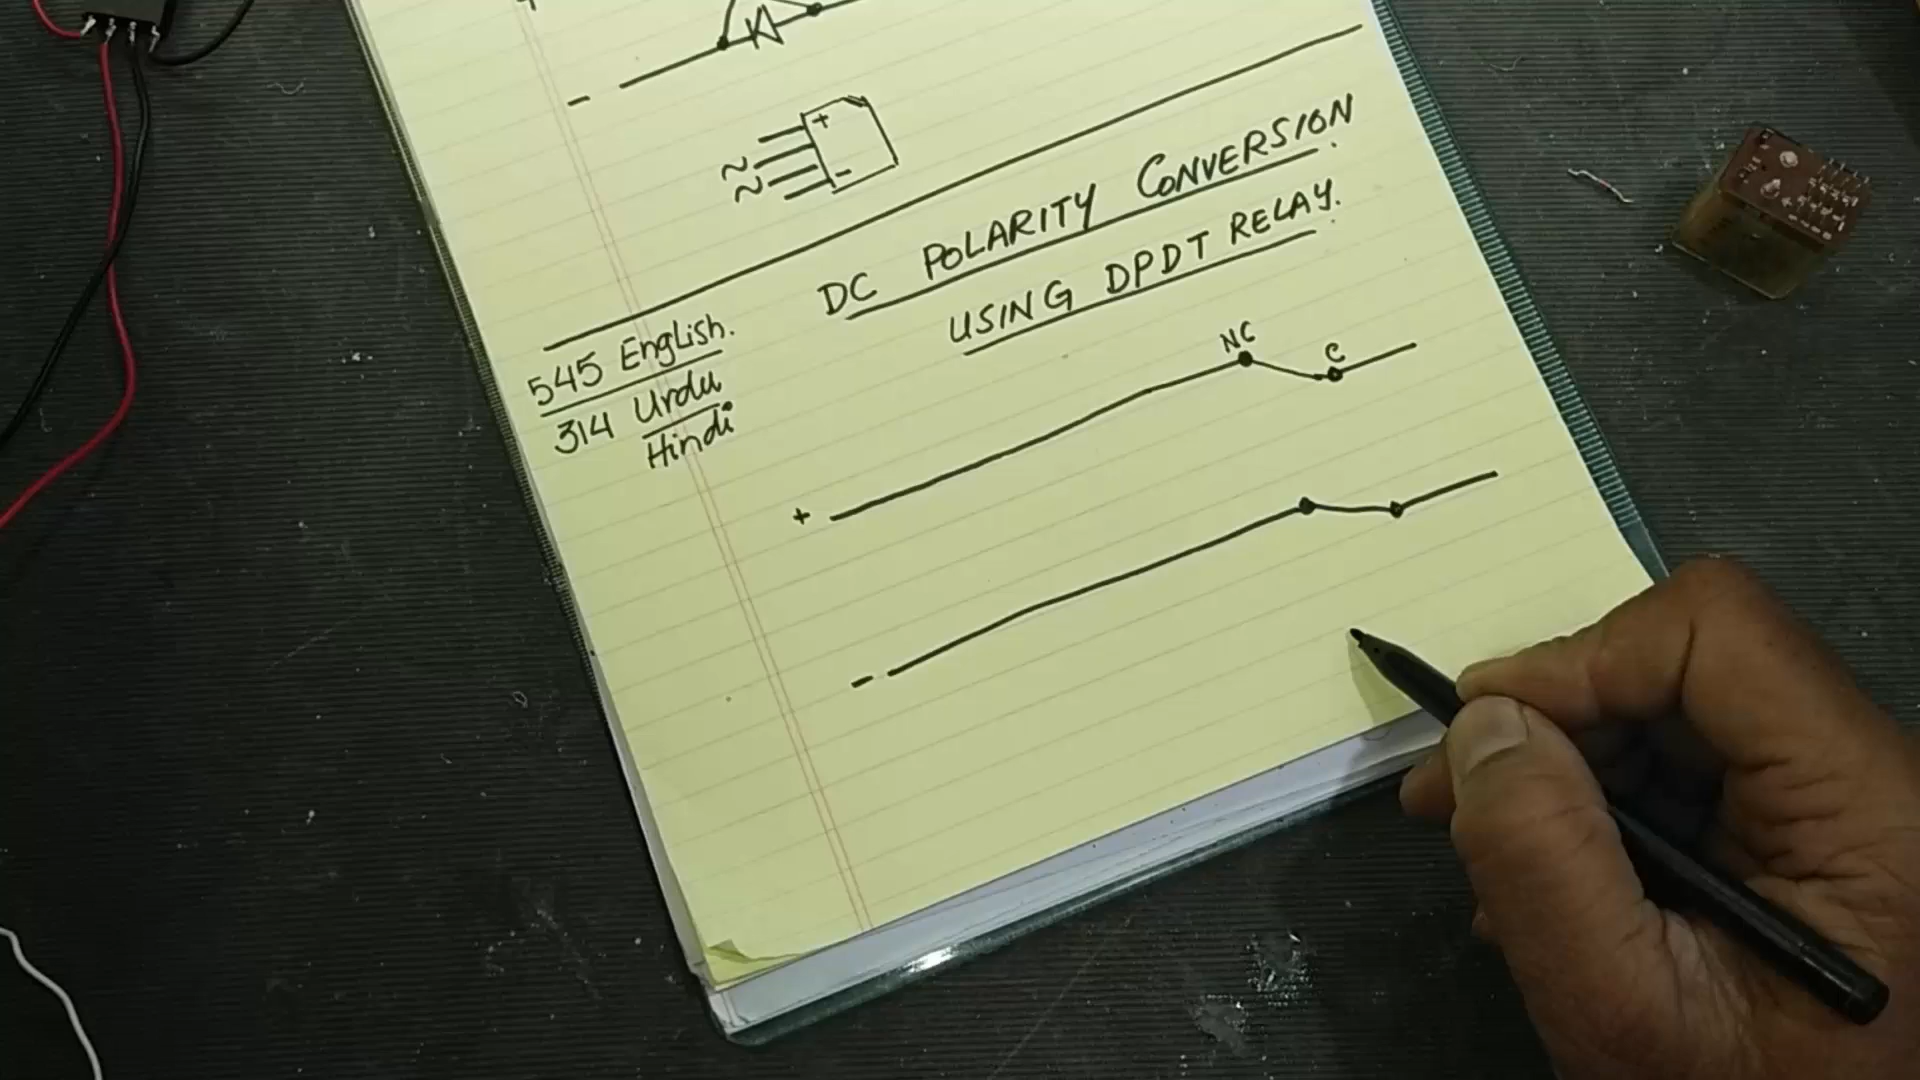 -
+
~
~ -
DC POLARITY CONVERSION.
USING DPDT RELAY.
545 English.
314 Urdu
Hindi
NC
C
+
-